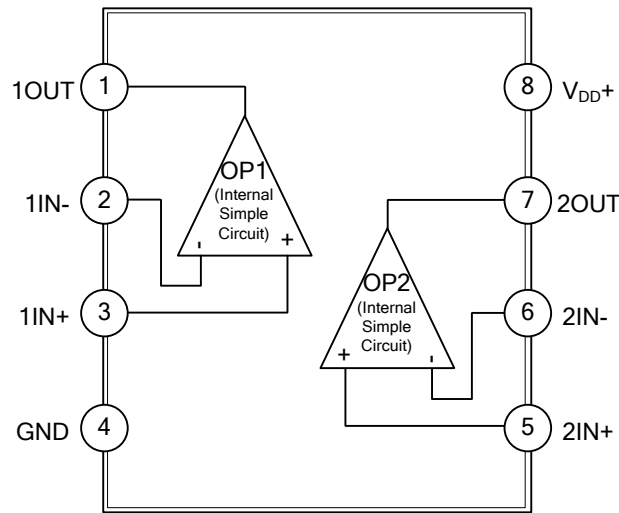 1OUT 1
8 VDD+
2 1IN-
OP1
(Internal
Simple
Circuit)
- +
7 2OUT
1IN+ 3
OP2
(Internal
Simple
Circuit)
+ -
6 2IN-
GND 4
5 2IN+